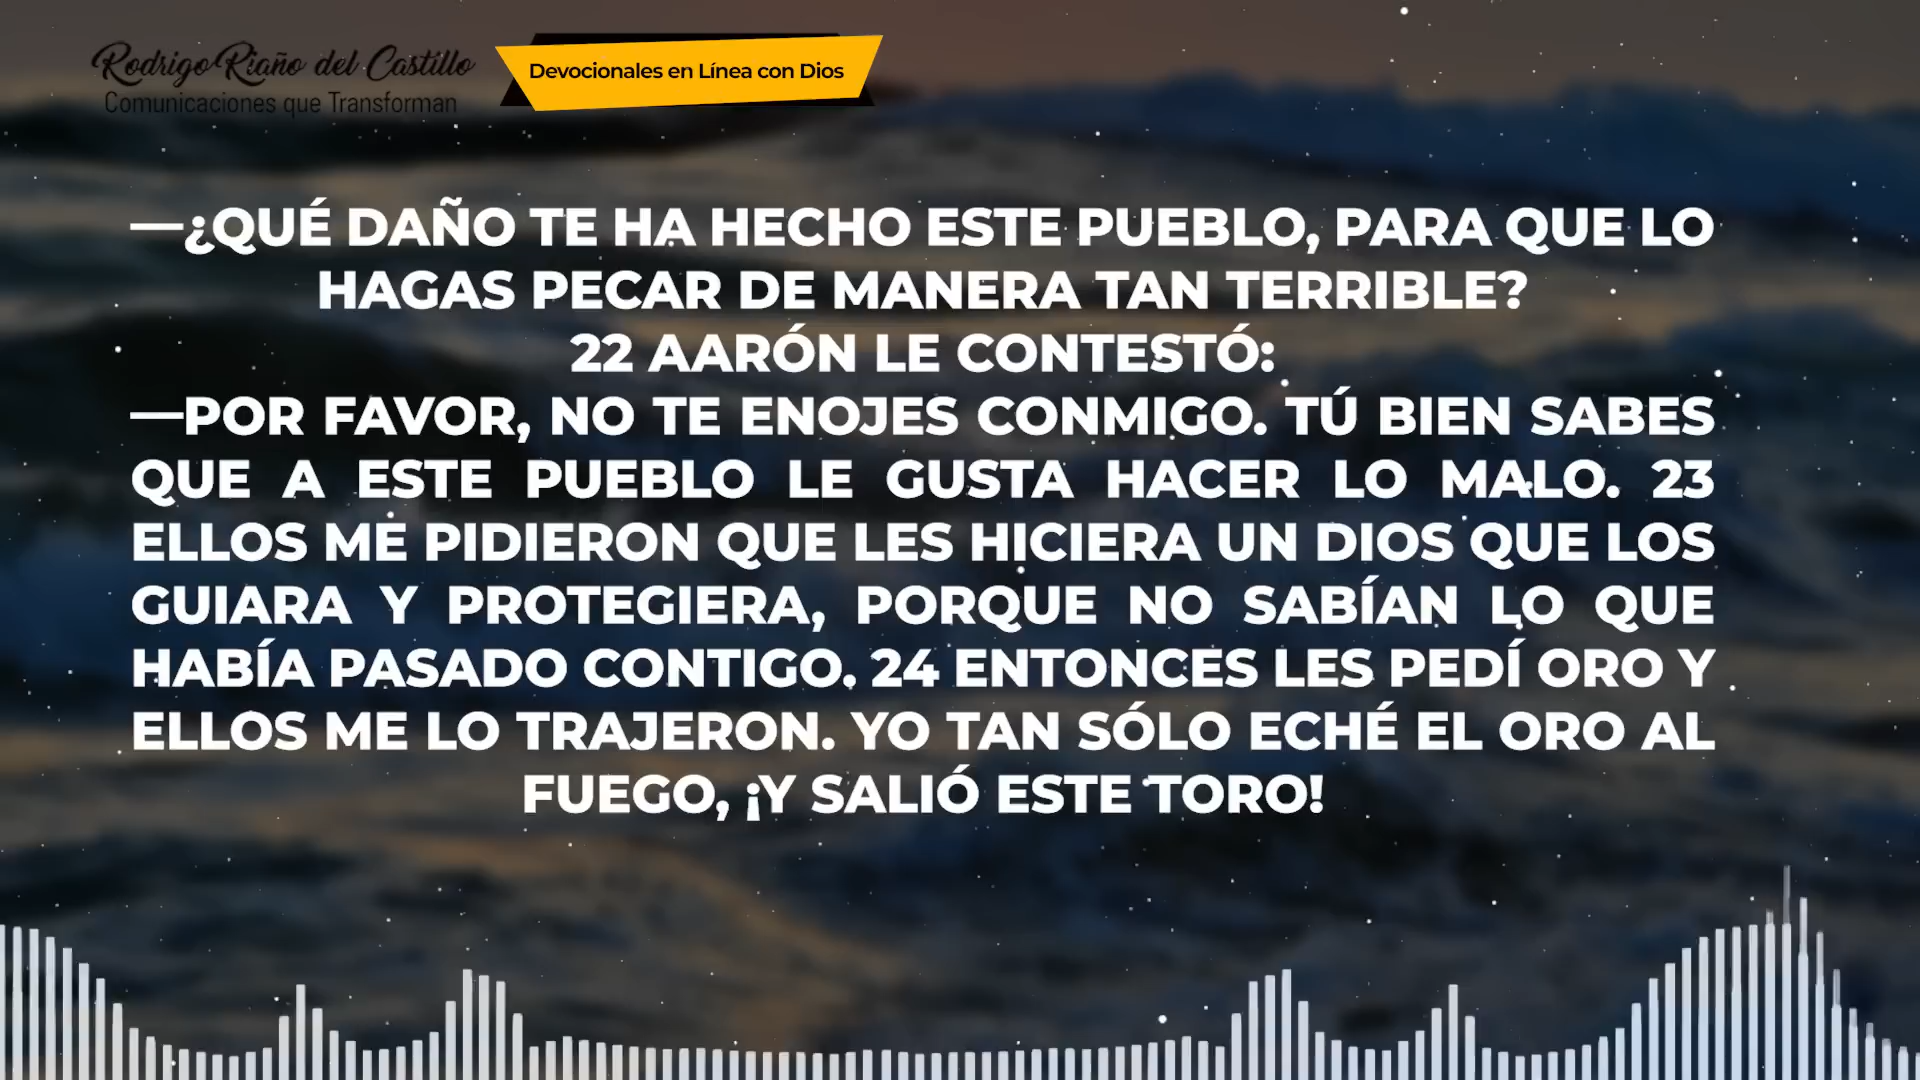 Rodrigo Riaño del Castillo
Comunicaciones que Transforman
Devocionales en Línea con Dios
—¿QUÉ DAÑO TE HA HECHO ESTE PUEBLO, PARA QUE LO
HAGAS PECAR DE MANERA TAN TERRIBLE?
22 AARÓN LE CONTESTÓ:
—POR FAVOR, NO TE ENOJES CONMIGO. TÚ BIEN SABES
QUE A ESTE PUEBLO LE GUSTA HACER LO MALO. 23
ELLOS ME PIDIERON QUE LES HICIERA UN DIOS QUE LOS
GUIARA Y PROTEGIERA, PORQUE NO SABÍAN LO QUE
HABÍA PASADO CONTIGO. 24 ENTONCES LES PEDÍ ORO Y
ELLOS ME LO TRAJERON. YO TAN SÓLO ECHÉ EL ORO AL
FUEGO, ¡Y SALIÓ ESTE TORO!